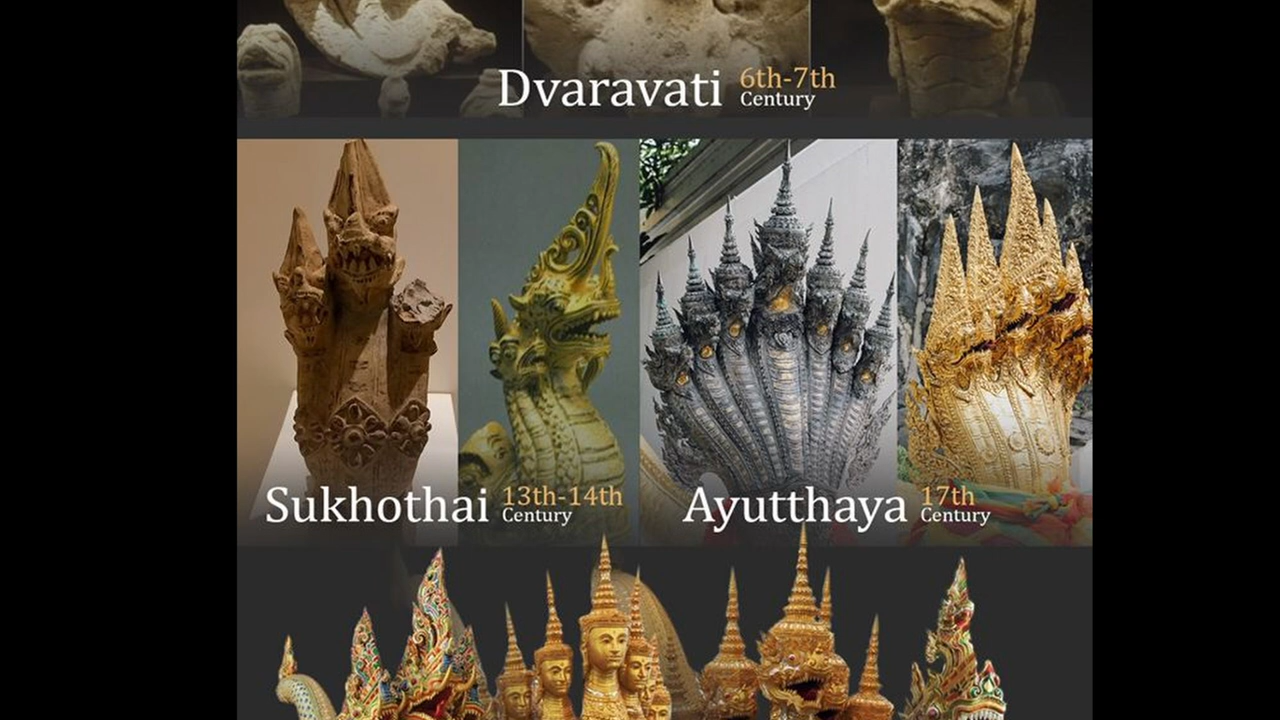 Dvaravati 6th-7th
Century
Sukhothai 13th-14th
Century
Ayutthaya 17th
Century